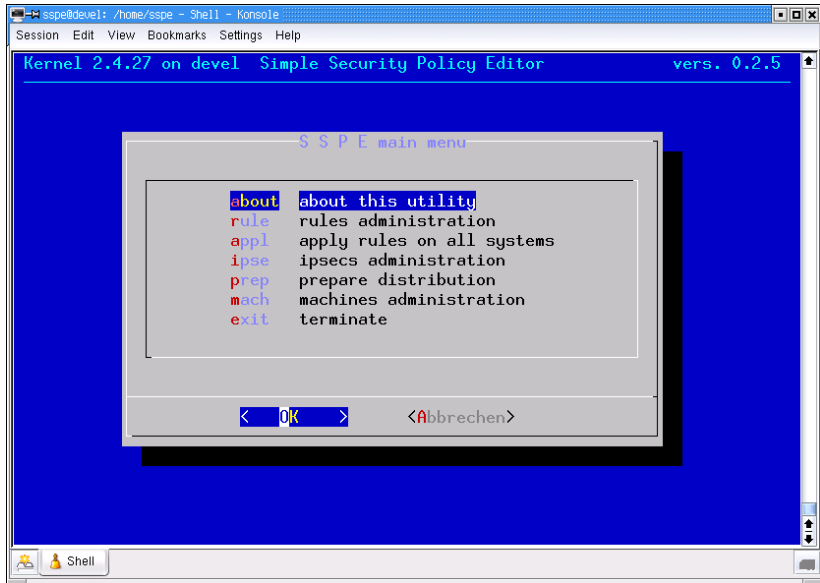 sspe@devel: /home/sspe - Shell - Konsole
Session Edit View Bookmarks Settings Help
Kernel 2.4.27 on devel Simple Security Policy Editor vers. 0.2.5
S S P E main menu
about about this utility
rule rules administration
appl apply rules on all systems
ipse ipsecs administration
prep prepare distribution
mach machines administration
exit terminate
< OK > <Abbrechen>
Shell